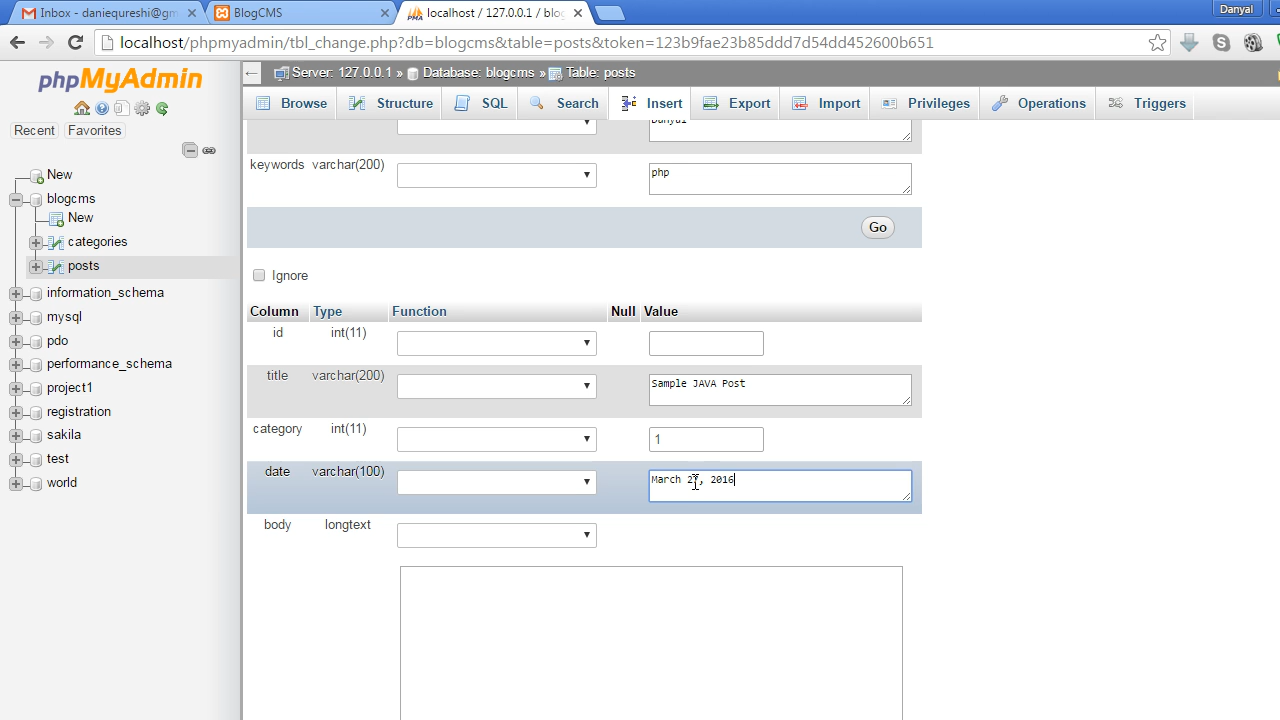 Inbox - daniequreshi@gm
BlogCMS
localhost / 127.0.0.1 / blog
Danyal
localhost/phpmyadmin/tbl_change.php?db=blogcms&table=posts&token=123b9fae23b85ddd7d54dd452600b651
phpMyAdmin
Server: 127.0.0.1 » Database: blogcms » Table: posts
Browse Structure SQL Search Insert Export Import Privileges Operations Triggers
Recent Favorites
New
blogcms
New
categories
posts
information_schema
mysql
pdo
performance_schema
project1
registration
sakila
test
world
Danyal
keywords varchar(200) php
Go
Ignore
Column Type Function Null Value
id int(11)
title varchar(200) Sample JAVA Post
category int(11) 1
date varchar(100) March , 2016
body longtext